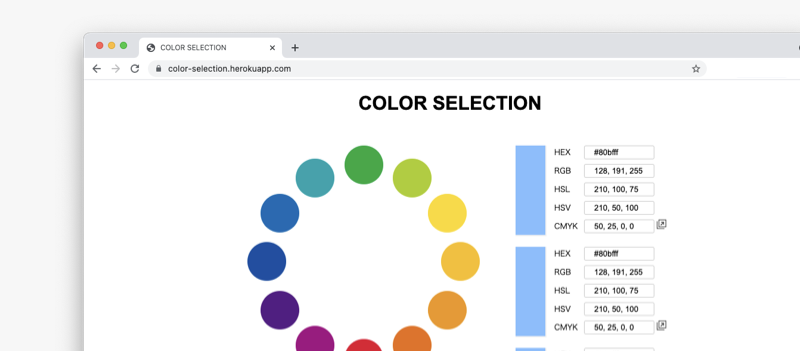 COLOR SELECTION
color-selection.herokuapp.com
COLOR SELECTION
HEX #80bfff
RGB 128, 191, 255
HSL 210, 100, 75
HSV 210, 50, 100
CMYK 50, 25, 0, 0
HEX #80bfff
RGB 128, 191, 255
HSL 210, 100, 75
HSV 210, 50, 100
CMYK 50, 25, 0, 0